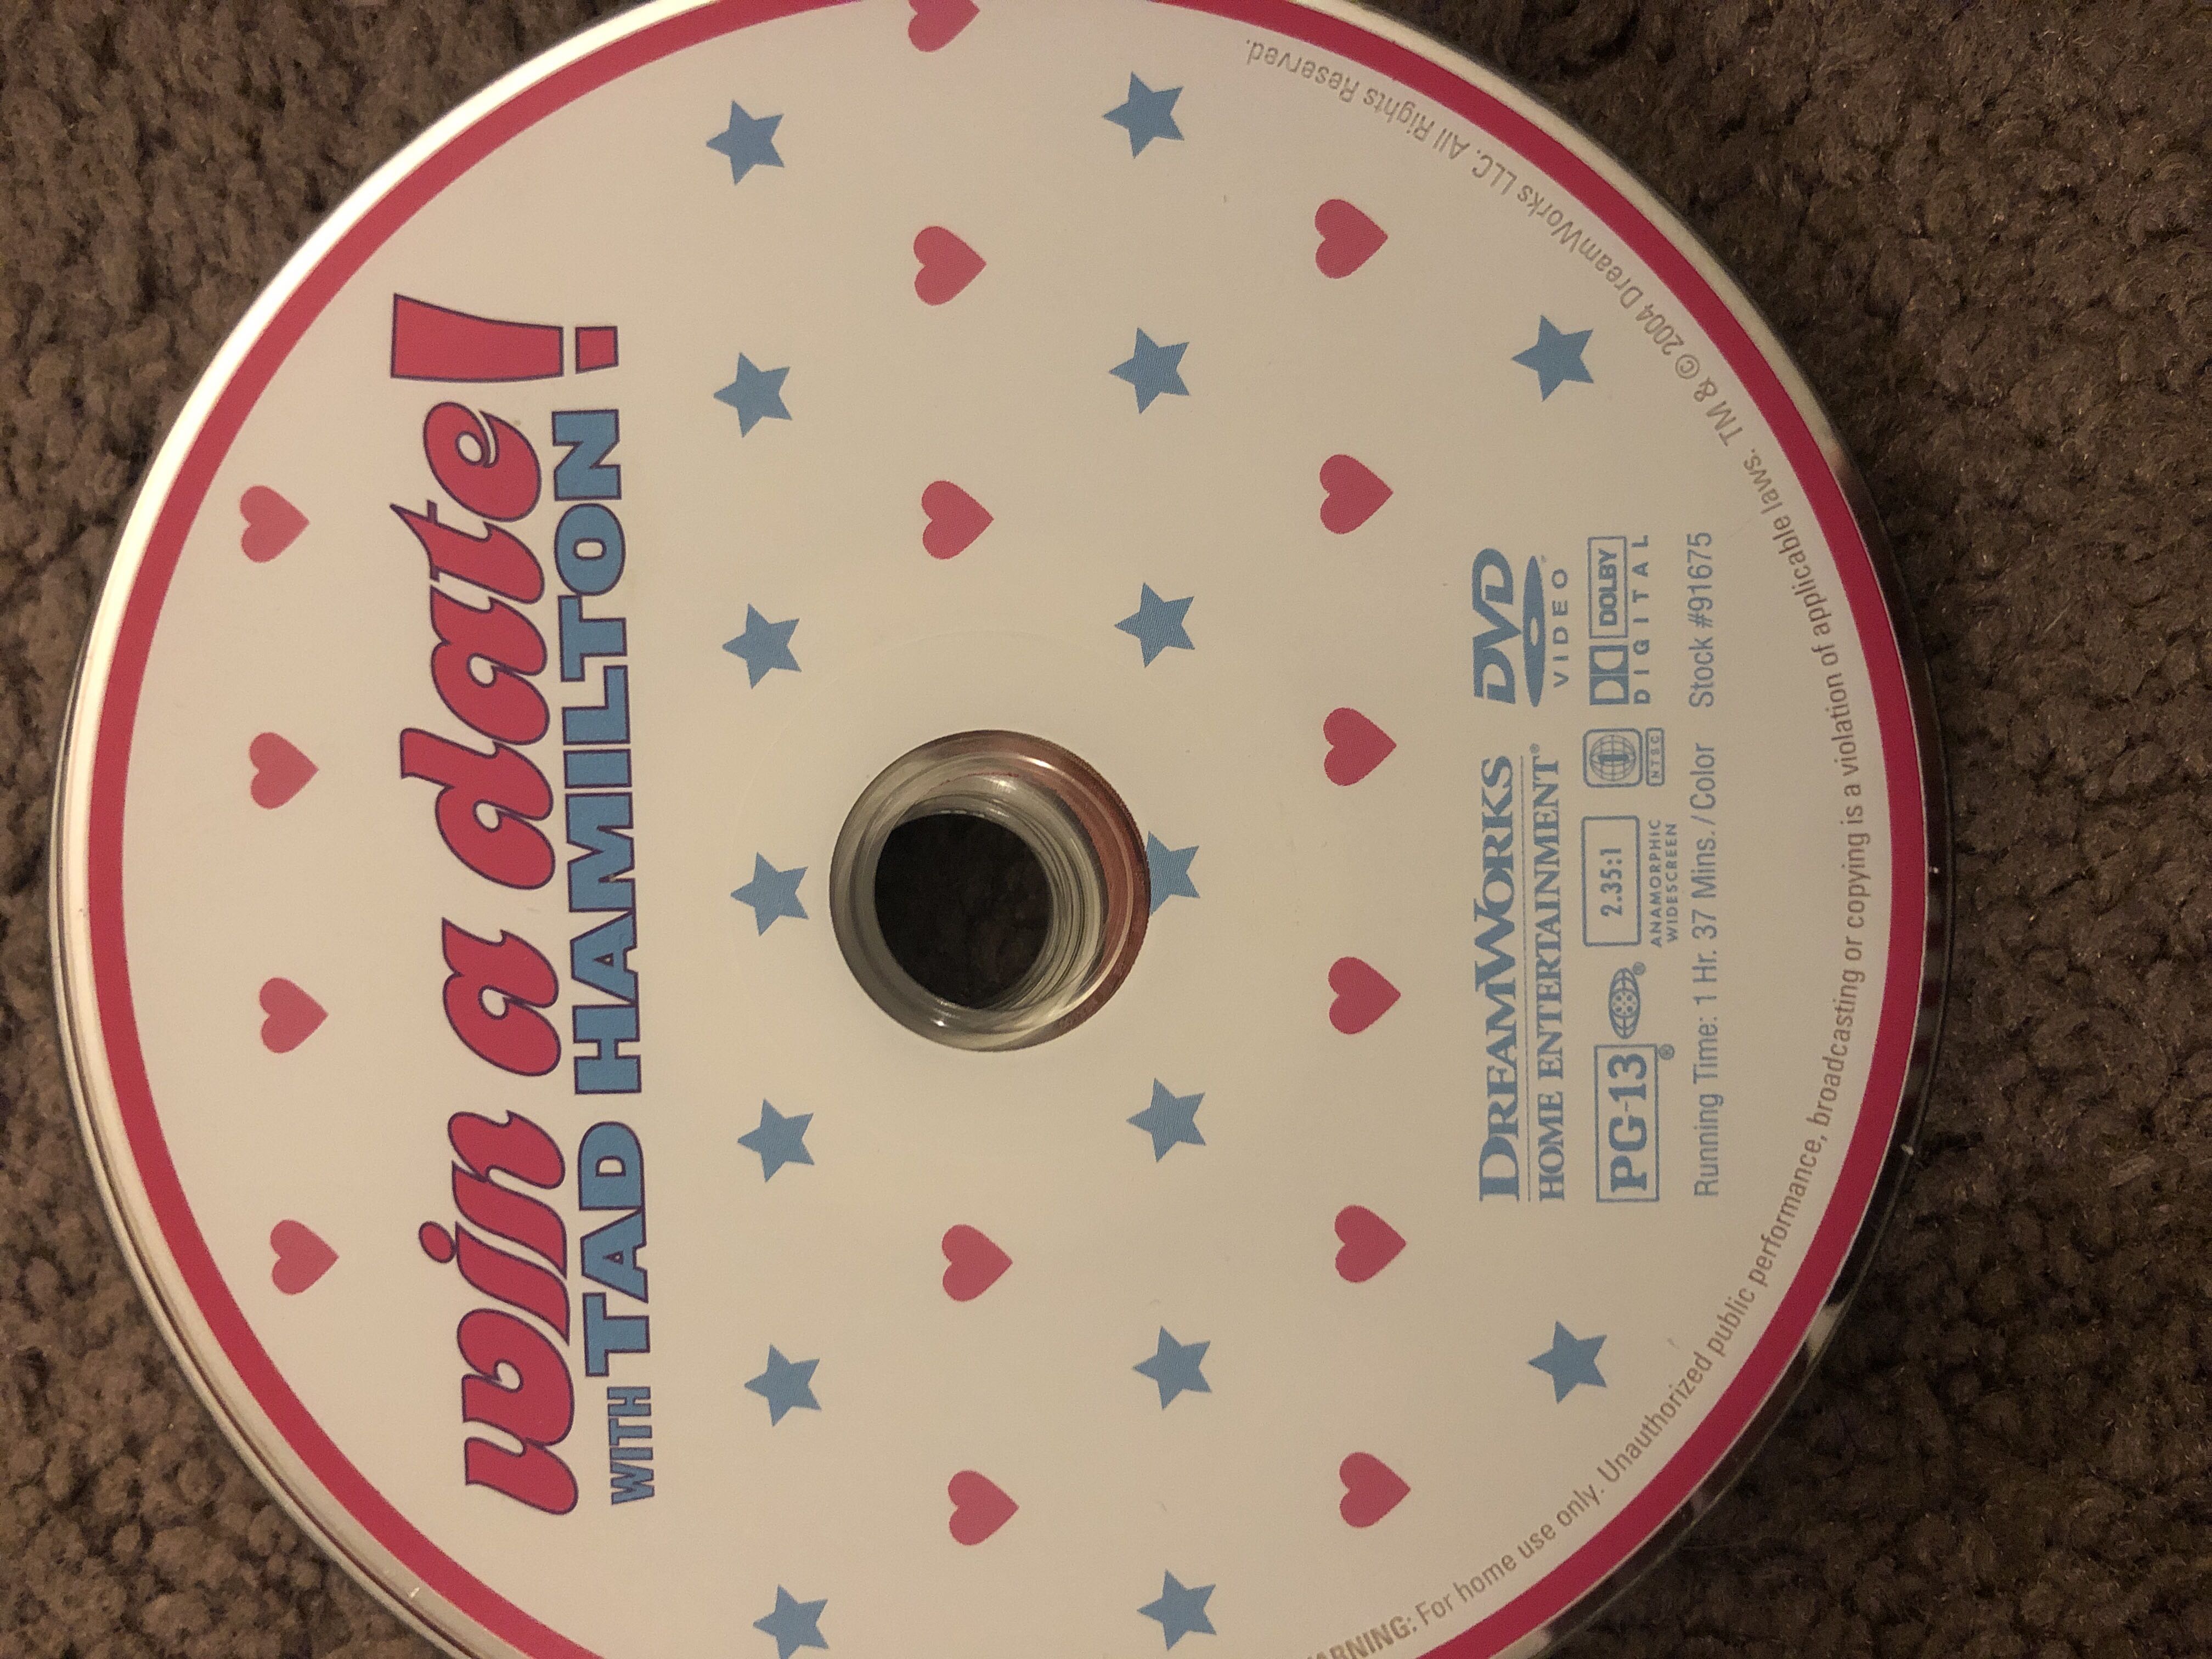 win a date!
WITH TAD HAMILTON
DREAMWORKS
HOME ENTERTAINMENT®
DVD
VIDEO
PG-13®
2.35:1
ANAMORPHIC
WIDESCREEN
1
NTSC
DOLBY
DIGITAL
Running Time: 1 Hr. 37 Mins./Color Stock #91675
For home use only. Unauthorized public performance, broadcasting or copying is a violation of applicable laws. TM & © 2004 DreamWorks LLC. All Rights Reserved.